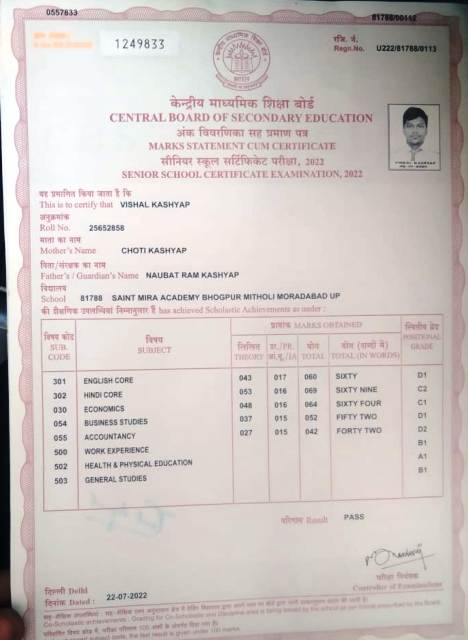 0557833
81788/00112
1249833
रजि. नं.
Regn.No. U222/81788/0113
केन्द्रीय माध्यमिक शिक्षा बोर्ड
CENTRAL BOARD OF SECONDARY EDUCATION
अंक विवरणिका सह प्रमाण पत्र
MARKS STATEMENT CUM CERTIFICATE
सीनियर स्कूल सर्टिफिकेट परीक्षा, 2022
SENIOR SCHOOL CERTIFICATE EXAMINATION, 2022
VISHAL KASHYAP
यह प्रमाणित किया जाता है कि
This is to certify that VISHAL KASHYAP
अनुक्रमांक
Roll No. 25652858
माता का नाम
Mother's Name CHOTI KASHYAP
पिता/संरक्षक का नाम
Father's / Guardian's Name NAUBAT RAM KASHYAP
विद्यालय
School 81788 SAINT MIRA ACADEMY BHOGPUR MITHOLI MORADABAD UP
की शैक्षिक उपलब्धियां निम्नानुसार हैं has achieved Scholastic Achievements as under :
विषय कोड SUB. CODE
विषय SUBJECT
प्राप्तांक MARKS OBTAINED
स्थितीय ग्रेड POSITIONAL GRADE
लिखित THEORY
प्रा./PR. आं.मू./IA
योग TOTAL
योग (शब्दों में) TOTAL (IN WORDS)
301 ENGLISH CORE 043 017 060 SIXTY D1
302 HINDI CORE 053 016 069 SIXTY NINE C2
030 ECONOMICS 048 016 064 SIXTY FOUR C1
054 BUSINESS STUDIES 037 015 052 FIFTY TWO D1
055 ACCOUNTANCY 027 015 042 FORTY TWO D2
500 WORK EXPERIENCE B1
502 HEALTH & PHYSICAL EDUCATION A1
503 GENERAL STUDIES B1
परिणाम Result PASS
दिल्ली Delhi
दिनांक Dated : 22-07-2022
परीक्षा नियंत्रक
Controller of Examinations